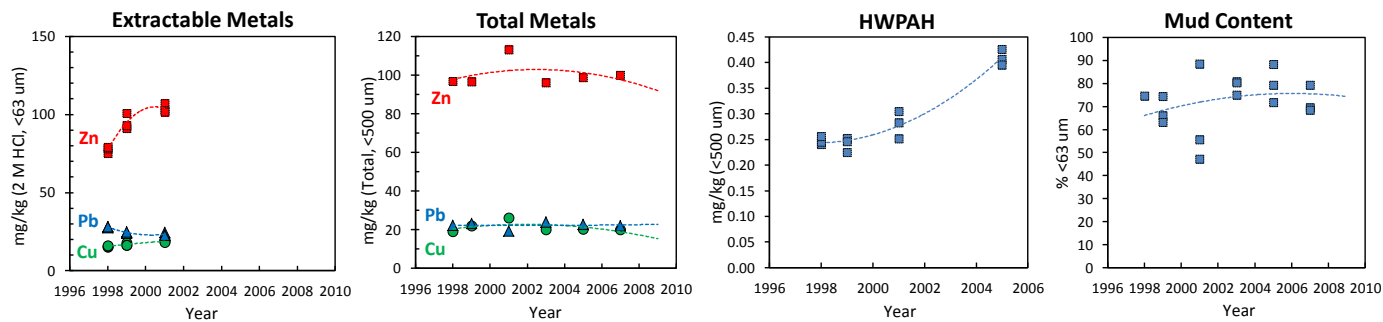 Extractable Metals
mg/kg (2 M HCl, <63 um)
150
100
50
0
Zn
Pb
Cu
1996 1998 2000 2002 2004 2006 2008 2010
Year
Total Metals
mg/kg (Total, <500 um)
120
100
80
60
40
20
0
Zn
Pb
Cu
1996 1998 2000 2002 2004 2006 2008 2010
Year
HWPAH
mg/kg (<500 um)
0.45
0.40
0.35
0.30
0.25
0.20
0.15
0.10
0.05
0.00
1996 1998 2000 2002 2004 2006
Year
Mud Content
% <63 um
100
90
80
70
60
50
40
30
20
10
0
1996 1998 2000 2002 2004 2006 2008 2010
Year